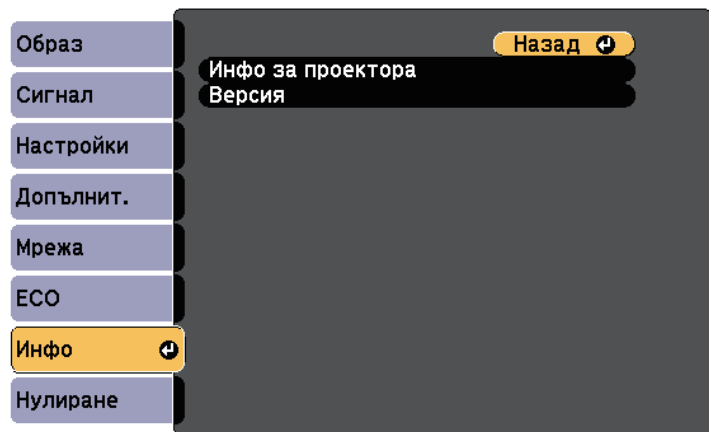 Образ
Сигнал
Настройки
Допълнит.
Мрежа
ECO
Инфо
Нулиране
Назад
Инфо за проектора
Версия